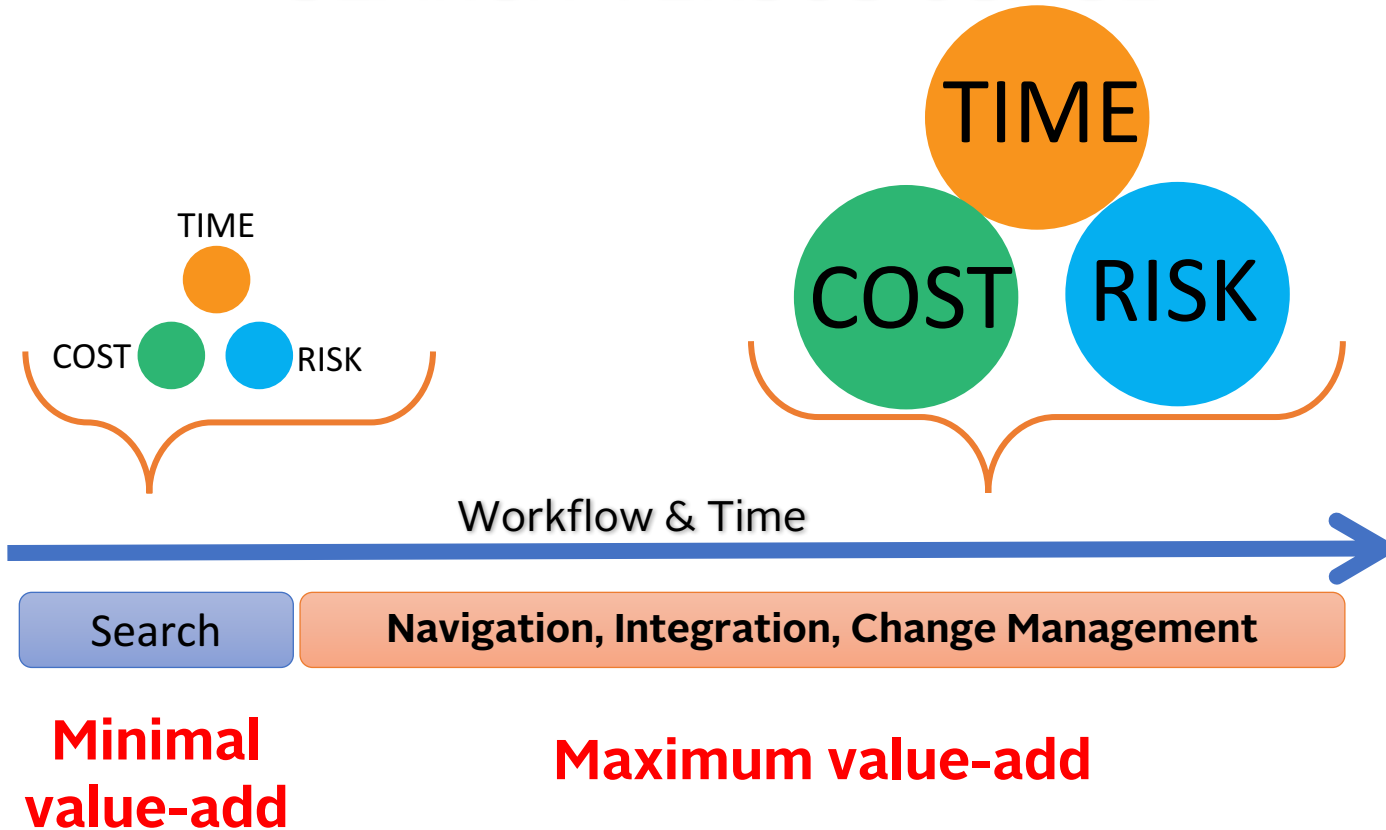 TIME
COST
RISK
TIME
COST
RISK
Workflow & Time
Search
Navigation, Integration, Change Management
Minimal
value-add
Maximum value-add